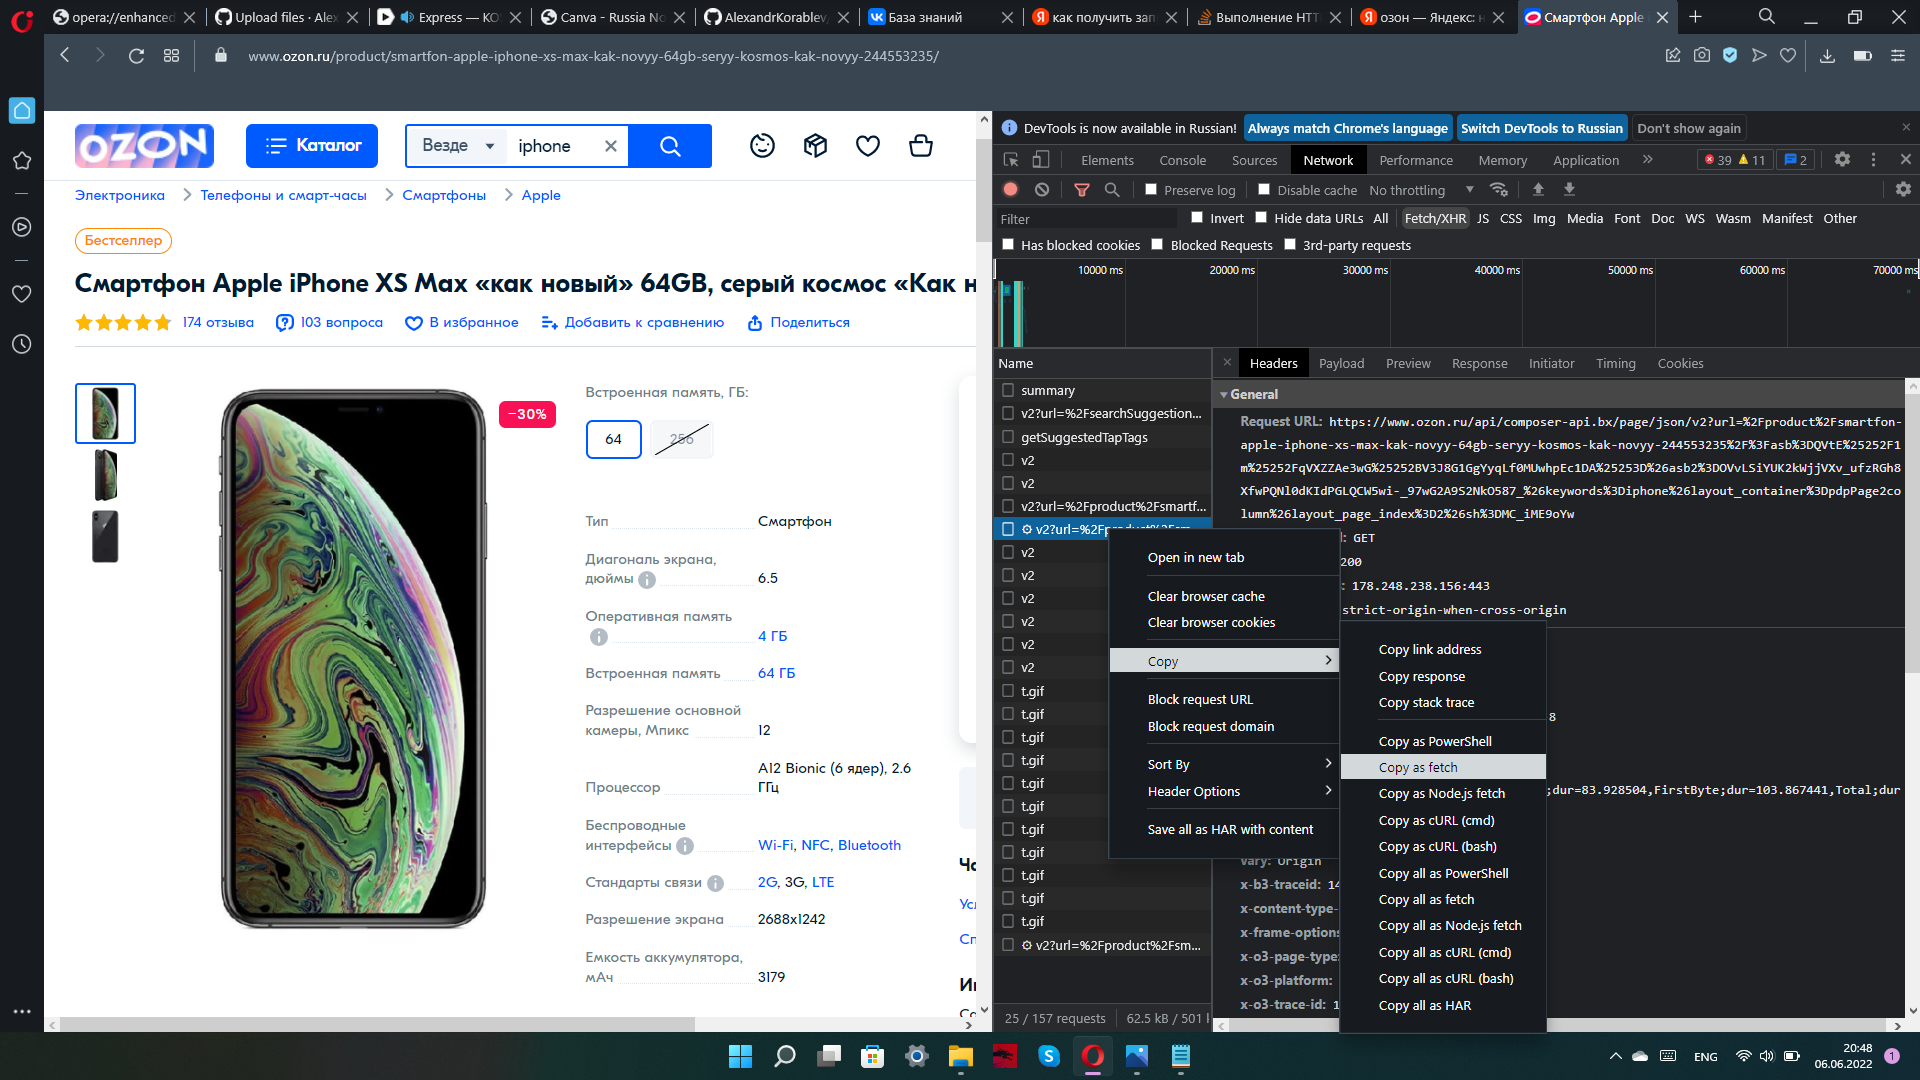 opera://enhanced
Upload files · Alex
Express — KO
Canva - Russia No
AlexandrKorablev/
База знаний
как получить зап
Выполнение HTT
озон — Яндекс: н
Смартфон Apple
www.ozon.ru/product/smartfon-apple-iphone-xs-max-kak-novyy-64gb-seryy-kosmos-kak-novyy-244553235/
OZON
Каталог
Везде
iphone
Электроника
Телефоны и смарт-часы
Смартфоны
Apple
Бестселлер
Смартфон Apple iPhone XS Max «как новый» 64GB, серый космос «Как н
174 отзыва
103 вопроса
В избранное
Добавить к сравнению
Поделиться
−30%
Встроенная память, ГБ:
64
256
Тип
Смартфон
Диагональ экрана, дюймы
6.5
Оперативная память
4 ГБ
Встроенная память
64 ГБ
Разрешение основной камеры, Мпикс
12
Процессор
A12 Bionic (6 ядер), 2.6 ГГц
Беспроводные интерфейсы
Wi-Fi, NFC, Bluetooth
Стандарты связи
2G, 3G, LTE
Разрешение экрана
2688x1242
Емкость аккумулятора, мАч
3179
DevTools is now available in Russian!
Always match Chrome's language
Switch DevTools to Russian
Don't show again
Elements
Console
Sources
Network
Performance
Memory
Application
39
11
2
Preserve log
Disable cache
No throttling
Filter
Invert
Hide data URLs
All
Fetch/XHR
JS
CSS
Img
Media
Font
Doc
WS
Wasm
Manifest
Other
Has blocked cookies
Blocked Requests
3rd-party requests
10000 ms
20000 ms
30000 ms
40000 ms
50000 ms
60000 ms
70000 ms
Name
summary
v2?url=%2FsearchSuggestion...
getSuggestedTapTags
v2
v2
v2?url=%2Fproduct%2Fsmartf...
v2?url=%2Fproduct%2Fsm
v2
v2
v2
v2
v2
v2
t.gif
t.gif
t.gif
t.gif
t.gif
t.gif
t.gif
t.gif
t.gif
t.gif
t.gif
v2?url=%2Fproduct%2Fsm...
25 / 157 requests
62.5 kB / 501
Headers
Payload
Preview
Response
Initiator
Timing
Cookies
General
Request URL: https://www.ozon.ru/api/composer-api.bx/page/json/v2?url=%2Fproduct%2Fsmartfon-
apple-iphone-xs-max-kak-novyy-64gb-seryy-kosmos-kak-novyy-244553235%2F%3Fasb%3DQVtE%25252F1
m%25252FqVXZZAe3wG%25252BV3J8G1GgYyqLf0MUwhpEc1DA%25253D%26asb2%3DOVvLSiYUK2kWjjVXv_ufzRGh8
XfwPQNl0dKIdPGLQCW5wi-_97wG2A9S2NkO587_%26keywords%3Diphone%26layout_container%3DpdpPage2co
lumn%26layout_page_index%3D2%26sh%3DMC_iME9oYw
: GET
200
: 178.248.238.156:443
strict-origin-when-cross-origin
8
;dur=83.928504,FirstByte;dur=103.867441,Total;dur
vary: Origin
x-b3-traceid: 14
x-content-type-
x-frame-options
x-o3-page-type:
x-o3-platform:
x-o3-trace-id: 1
Open in new tab
Clear browser cache
Clear browser cookies
Copy
Block request URL
Block request domain
Sort By
Header Options
Save all as HAR with content
Copy link address
Copy response
Copy stack trace
Copy as PowerShell
Copy as fetch
Copy as Node.js fetch
Copy as cURL (cmd)
Copy as cURL (bash)
Copy all as PowerShell
Copy all as fetch
Copy all as Node.js fetch
Copy all as cURL (cmd)
Copy all as cURL (bash)
Copy all as HAR
ENG
20:48
06.06.2022
1